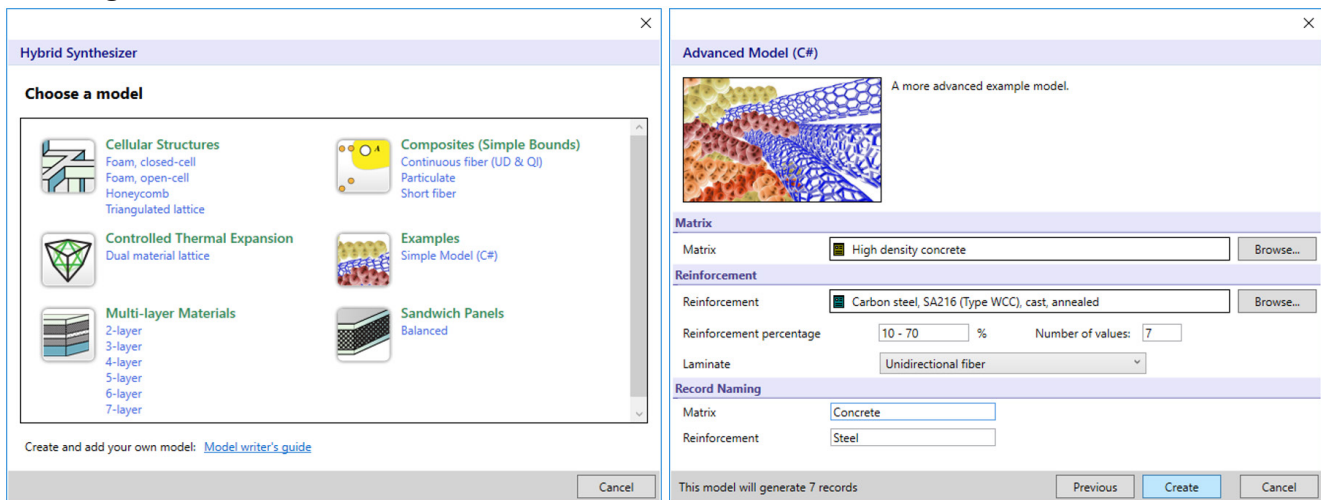 Hybrid Synthesizer
Choose a model
Cellular Structures
Foam, closed-cell
Foam, open-cell
Honeycomb
Triangulated lattice
Composites (Simple Bounds)
Continuous fiber (UD & QI)
Particulate
Short fiber
Controlled Thermal Expansion
Dual material lattice
Examples
Simple Model (C#)
Multi-layer Materials
2-layer
3-layer
4-layer
5-layer
6-layer
7-layer
Sandwich Panels
Balanced
Create and add your own model: Model writer's guide
Cancel
Advanced Model (C#)
A more advanced example model.
Matrix
Matrix High density concrete Browse...
Reinforcement
Reinforcement Carbon steel, SA216 (Type WCC), cast, annealed Browse...
Reinforcement percentage 10 - 70 % Number of values: 7
Laminate Unidirectional fiber
Record Naming
Matrix Concrete
Reinforcement Steel
This model will generate 7 records Previous Create Cancel